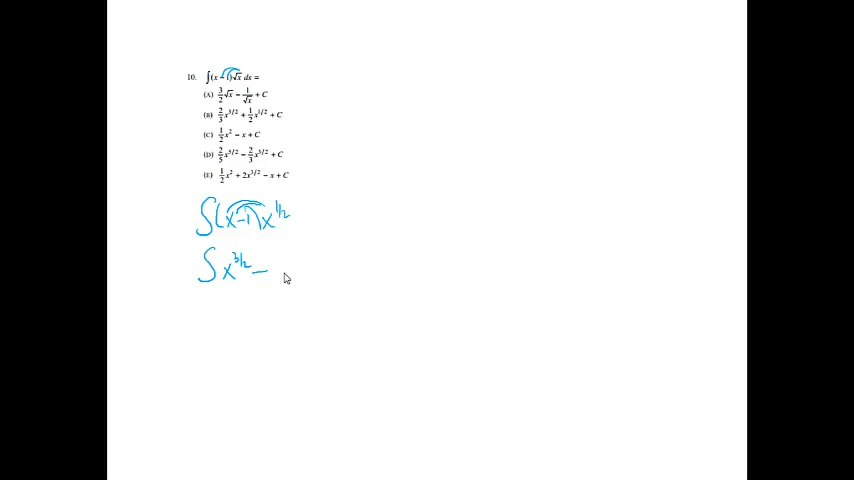 10. ∫(x − 1)√x dx =
(A) 3/2 √x − 1/√x + C
(B) 2/3 x^3/2 + 1/2 x^1/2 + C
(C) 1/2 x^2 − x + C
(D) 2/5 x^5/2 − 2/3 x^3/2 + C
(E) 1/2 x^2 + 2x^3/2 − x + C
∫(x−1)x^1/2
∫x^3/2 −